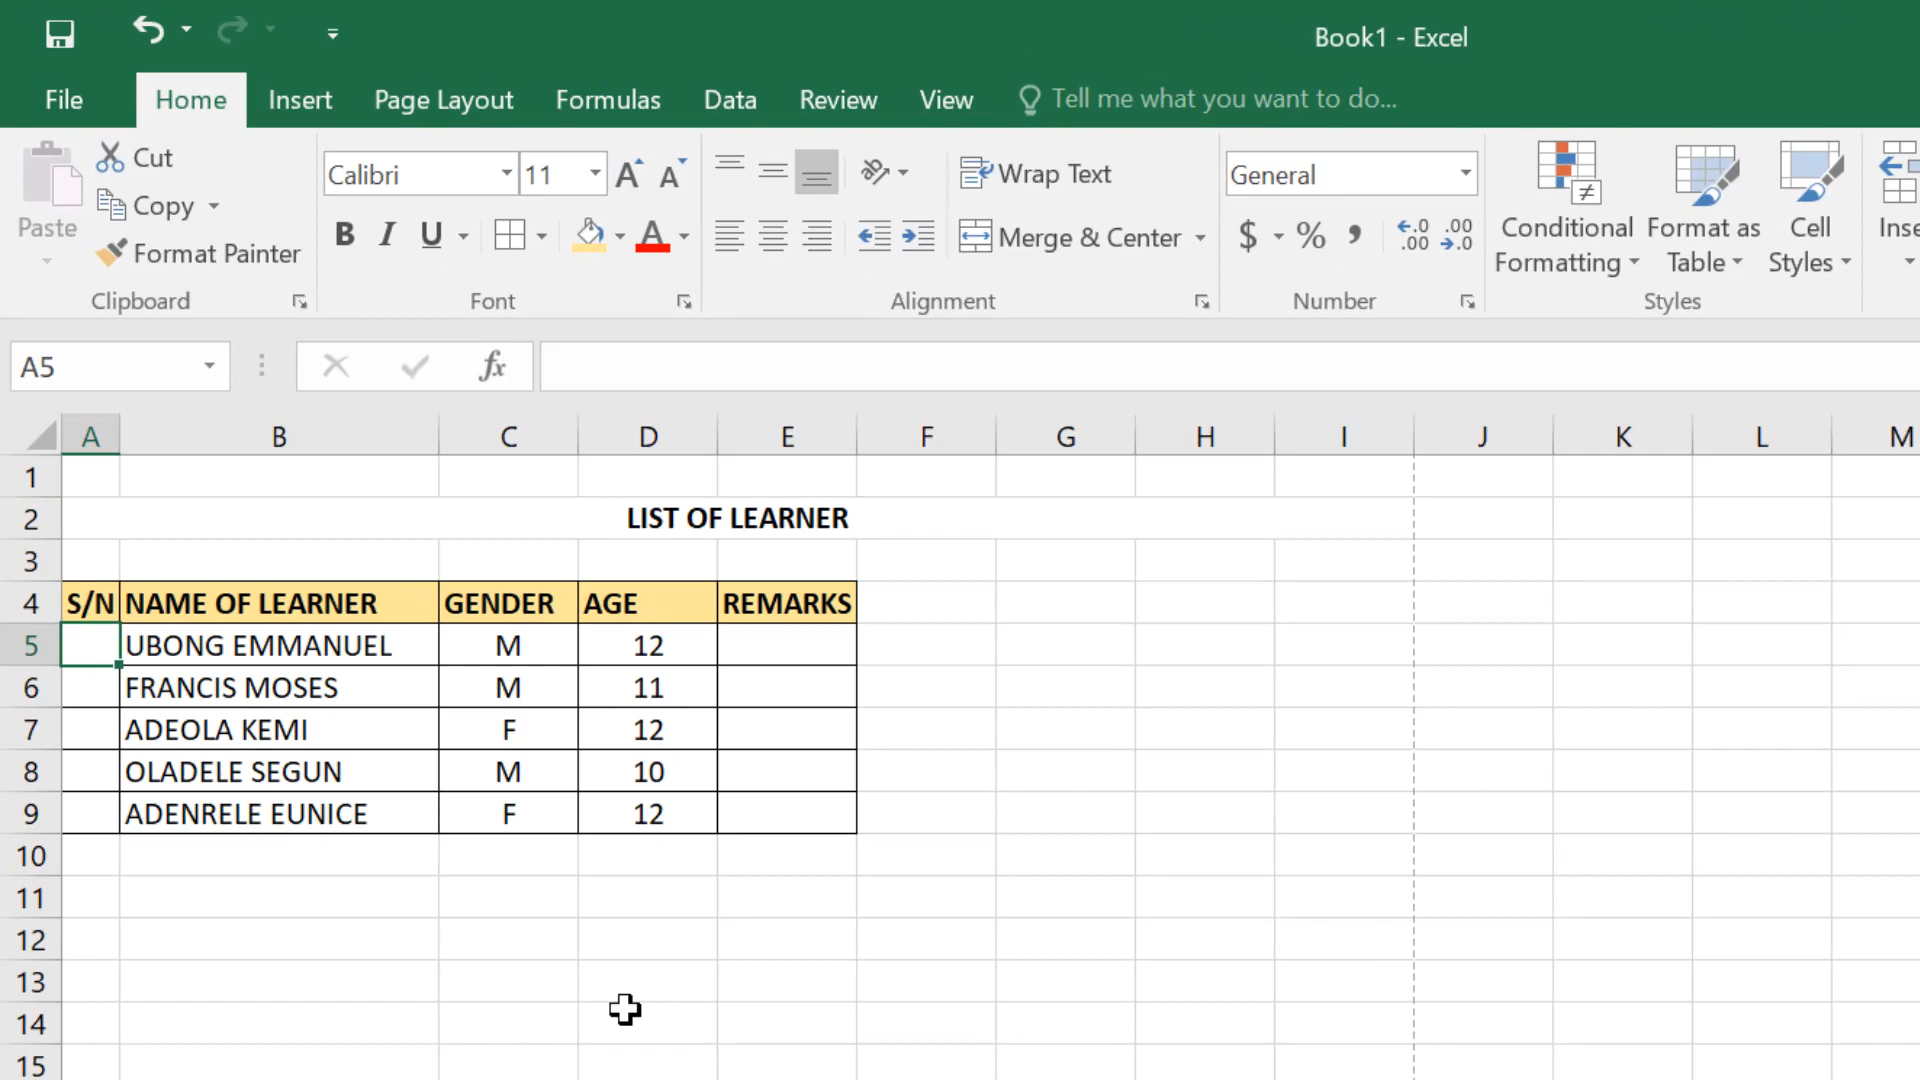 Book1 - Excel
File Home Insert Page Layout Formulas Data Review View Tell me what you want to do...
Paste
Cut
Copy
Format Painter
Clipboard
Calibri 11 A A
B I U A
Font
Wrap Text
Merge & Center
Alignment
General
$ % , .0 .00 .00 .0
Number
Conditional Formatting
Format as Table
Cell Styles
Styles
A5 fx
A B C D E F G H I J K L M
1
2 LIST OF LEARNER
3
4 S/N NAME OF LEARNER GENDER AGE REMARKS
5 UBONG EMMANUEL M 12
6 FRANCIS MOSES M 11
7 ADEOLA KEMI F 12
8 OLADELE SEGUN M 10
9 ADENRELE EUNICE F 12
10
11
12
13
14
15